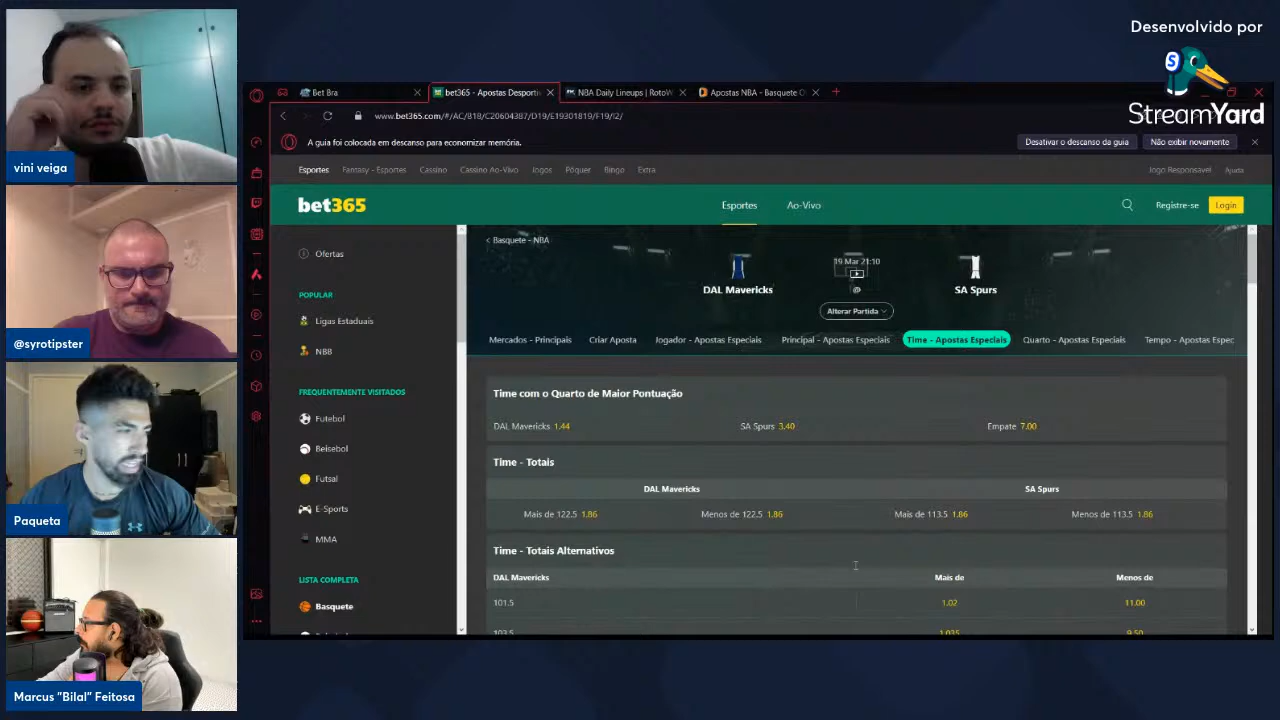 Desenvolvido por
StreamYard
vini veiga
@syrotipster
Paqueta
Marcus "Bilal" Feitosa
Bet Bra
bet365 - Apostas Desporti
NBA Daily Lineups | RotoW
Apostas NBA - Basquete O
www.bet365.com/#/AC/B18/C20604387/D19/E19301819/F19/I2/
A guia foi colocada em descanso para economizar memória.
Desativar o descanso da guia
Não exibir novamente
Esportes Fantasy - Esportes Cassino Cassino Ao-Vivo Jogos Pôquer Bingo Extra
Jogo Responsável Ajuda
bet365
Esportes Ao-Vivo
Registre-se Login
Ofertas
POPULAR
Ligas Estaduais
NBB
FREQUENTEMENTE VISITADOS
Futebol
Beisebol
Futsal
E-Sports
MMA
LISTA COMPLETA
Basquete
< Basquete - NBA
19 Mar 21:10
DAL Mavericks @ SA Spurs
Alterar Partida
Mercados - Principais Criar Aposta Jogador - Apostas Especiais Principal - Apostas Especiais Time - Apostas Especiais Quarto - Apostas Especiais Tempo - Apostas Espec
Time com o Quarto de Maior Pontuação
DAL Mavericks 1.44 SA Spurs 3.40 Empate 7.00
Time - Totais
DAL Mavericks SA Spurs
Mais de 122.5 1.86 Menos de 122.5 1.86 Mais de 113.5 1.86 Menos de 113.5 1.86
Time - Totais Alternativos
DAL Mavericks Mais de Menos de
101.5 1.02 11.00
103.5 1.035 9.50